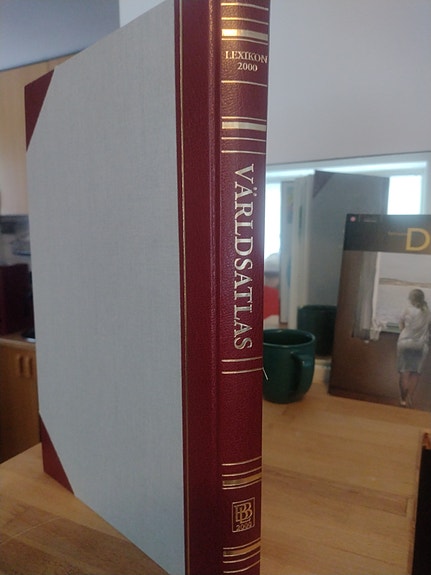 LEXIKON
2000
VÄRLDSATLAS
BB
2000
D